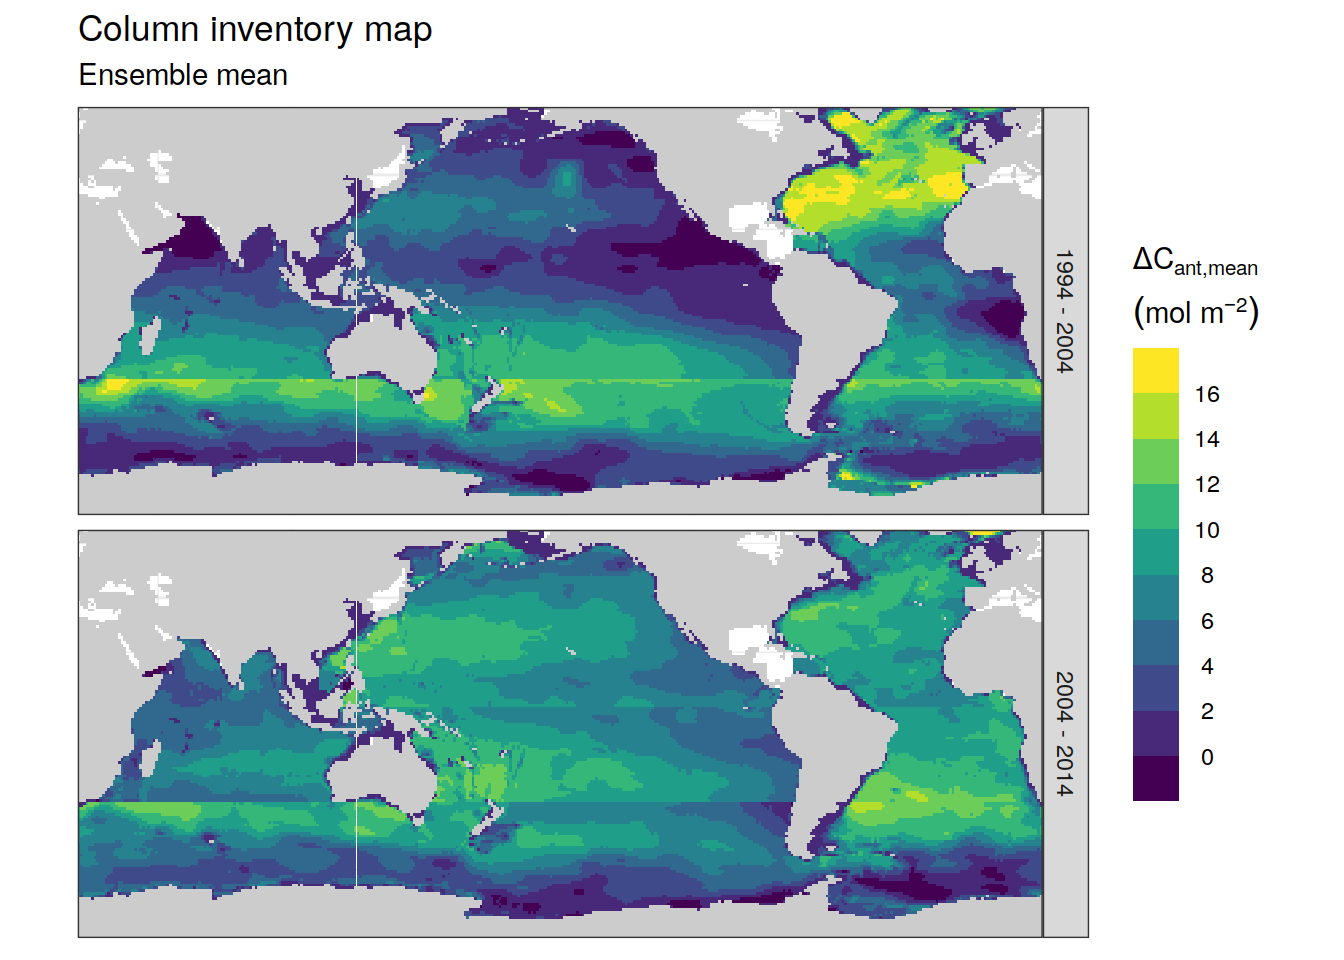 Column inventory map
Ensemble mean
1994 - 2004
2004 - 2014
ΔCant,mean
(mol m−2)
16
14
12
10
8
6
4
2
0